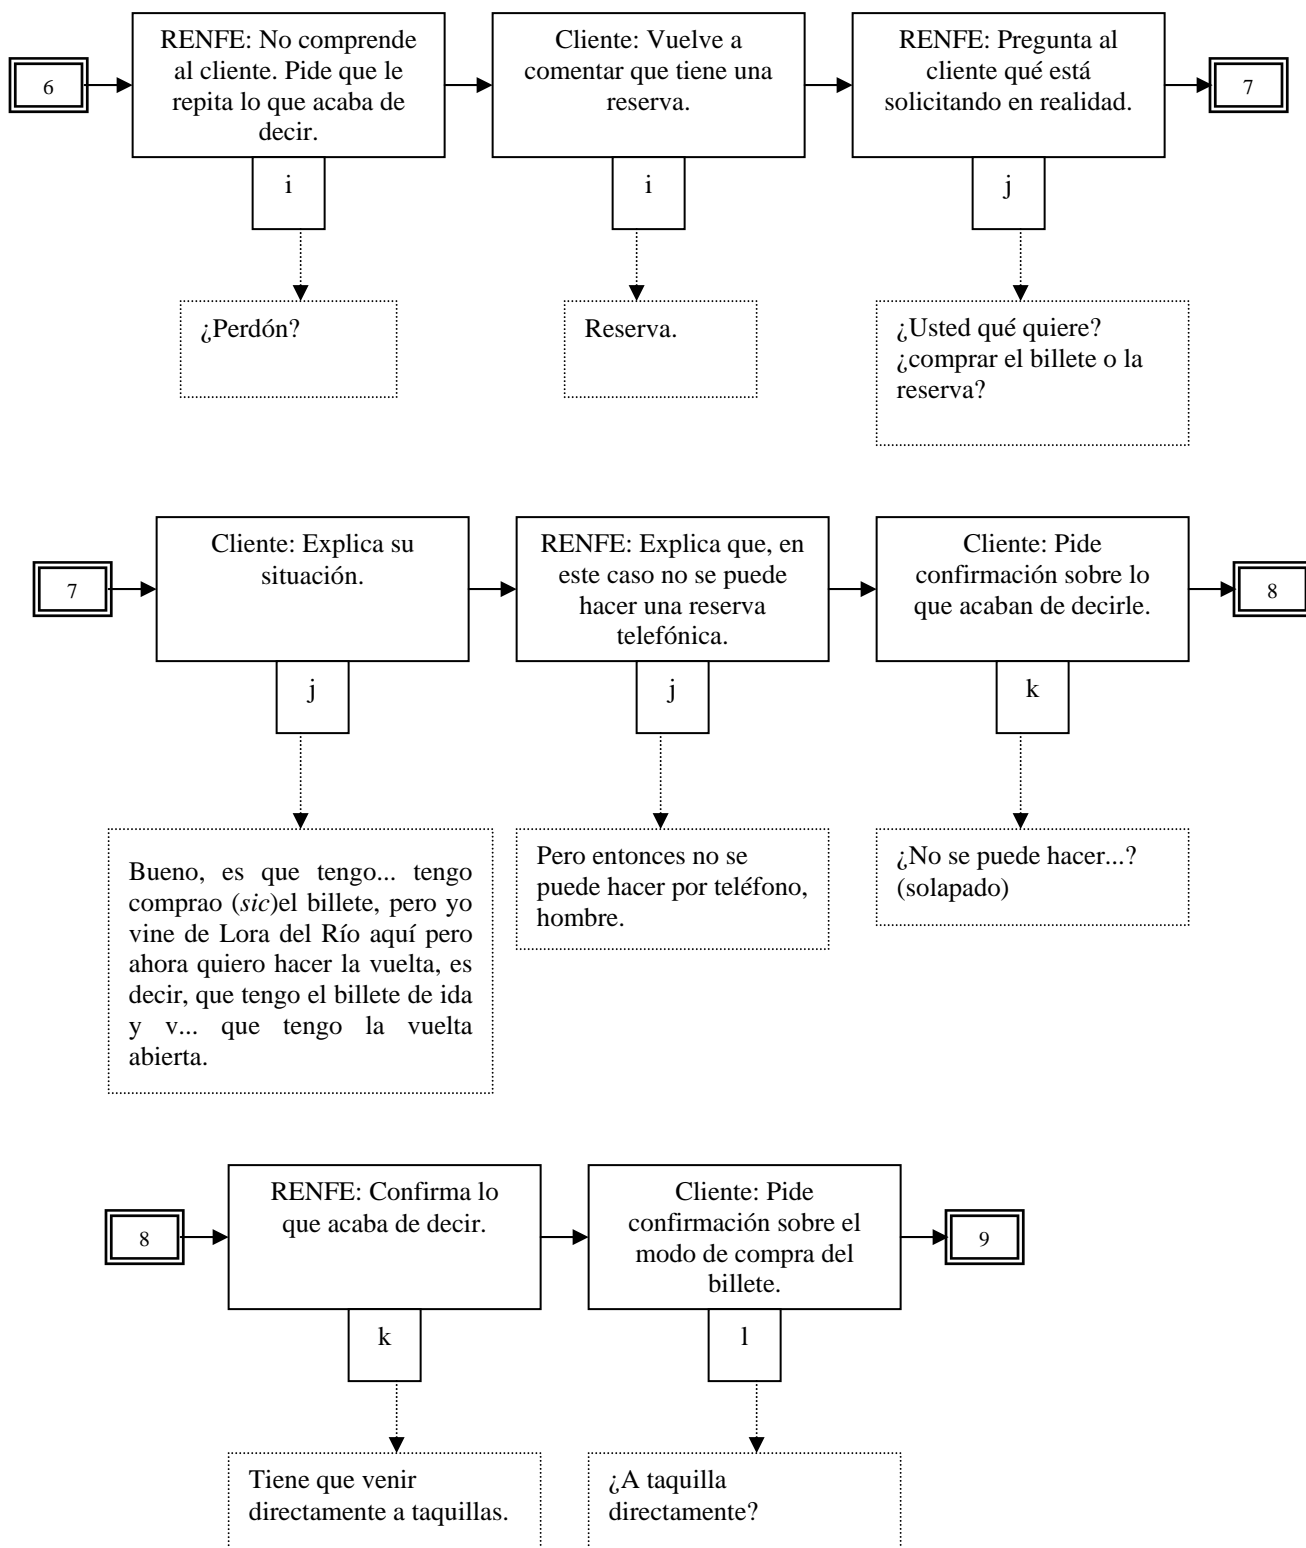 6
RENFE: No comprende
al cliente. Pide que le
repita lo que acaba de
decir.
Cliente: Vuelve a
comentar que tiene una
reserva.
RENFE: Pregunta al
cliente qué está
solicitando en realidad.
7
i
i
j
¿Perdón?
Reserva.
¿Usted qué quiere?
¿comprar el billete o la
reserva?
7
Cliente: Explica su
situación.
RENFE: Explica que, en
este caso no se puede
hacer una reserva
telefónica.
Cliente: Pide
confirmación sobre lo
que acaban de decirle.
8
j
j
k
Bueno, es que tengo... tengo
comprao (sic)el billete, pero yo
vine de Lora del Río aquí pero
ahora quiero hacer la vuelta, es
decir, que tengo el billete de ida
y v... que tengo la vuelta
abierta.
Pero entonces no se
puede hacer por teléfono,
hombre.
¿No se puede hacer...?
(solapado)
8
RENFE: Confirma lo
que acaba de decir.
Cliente: Pide
confirmación sobre el
modo de compra del
billete.
9
k
l
Tiene que venir
directamente a taquillas.
¿A taquilla
directamente?